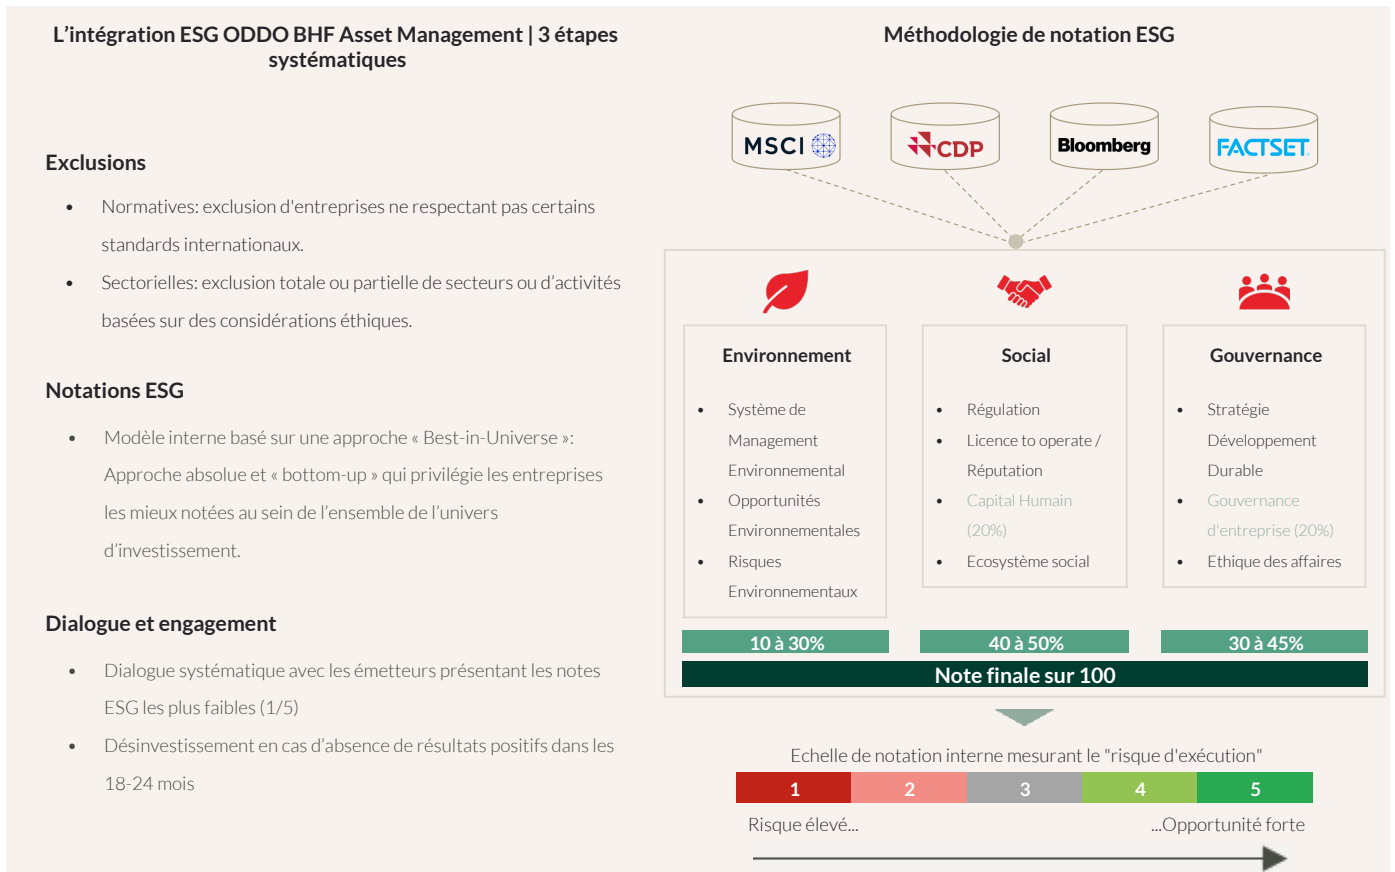 L'intégration ESG ODDO BHF Asset Management | 3 étapes
systématiques
Exclusions
• Normatives: exclusion d'entreprises ne respectant pas certains
standards internationaux.
• Sectorielles: exclusion totale ou partielle de secteurs ou d'activités
basées sur des considérations éthiques.
Notations ESG
• Modèle interne basé sur une approche « Best-in-Universe »:
Approche absolue et « bottom-up » qui privilégie les entreprises
les mieux notées au sein de l'ensemble de l'univers
d'investissement.
Dialogue et engagement
• Dialogue systématique avec les émetteurs présentant les notes
ESG les plus faibles (1/5)
• Désinvestissement en cas d'absence de résultats positifs dans les
18-24 mois
Méthodologie de notation ESG
MSCI
CDP
Bloomberg
FACTSET
Environnement
• Système de
Management
Environnemental
• Opportunités
Environnementales
• Risques
Environnementaux
10 à 30%
Social
• Régulation
• Licence to operate /
Réputation
• Capital Humain
(20%)
• Ecosystème social
40 à 50%
Gouvernance
• Stratégie
Développement
Durable
• Gouvernance
d'entreprise (20%)
• Ethique des affaires
30 à 45%
Note finale sur 100
Echelle de notation interne mesurant le "risque d'exécution"
1 2 3 4 5
Risque élevé... ...Opportunité forte